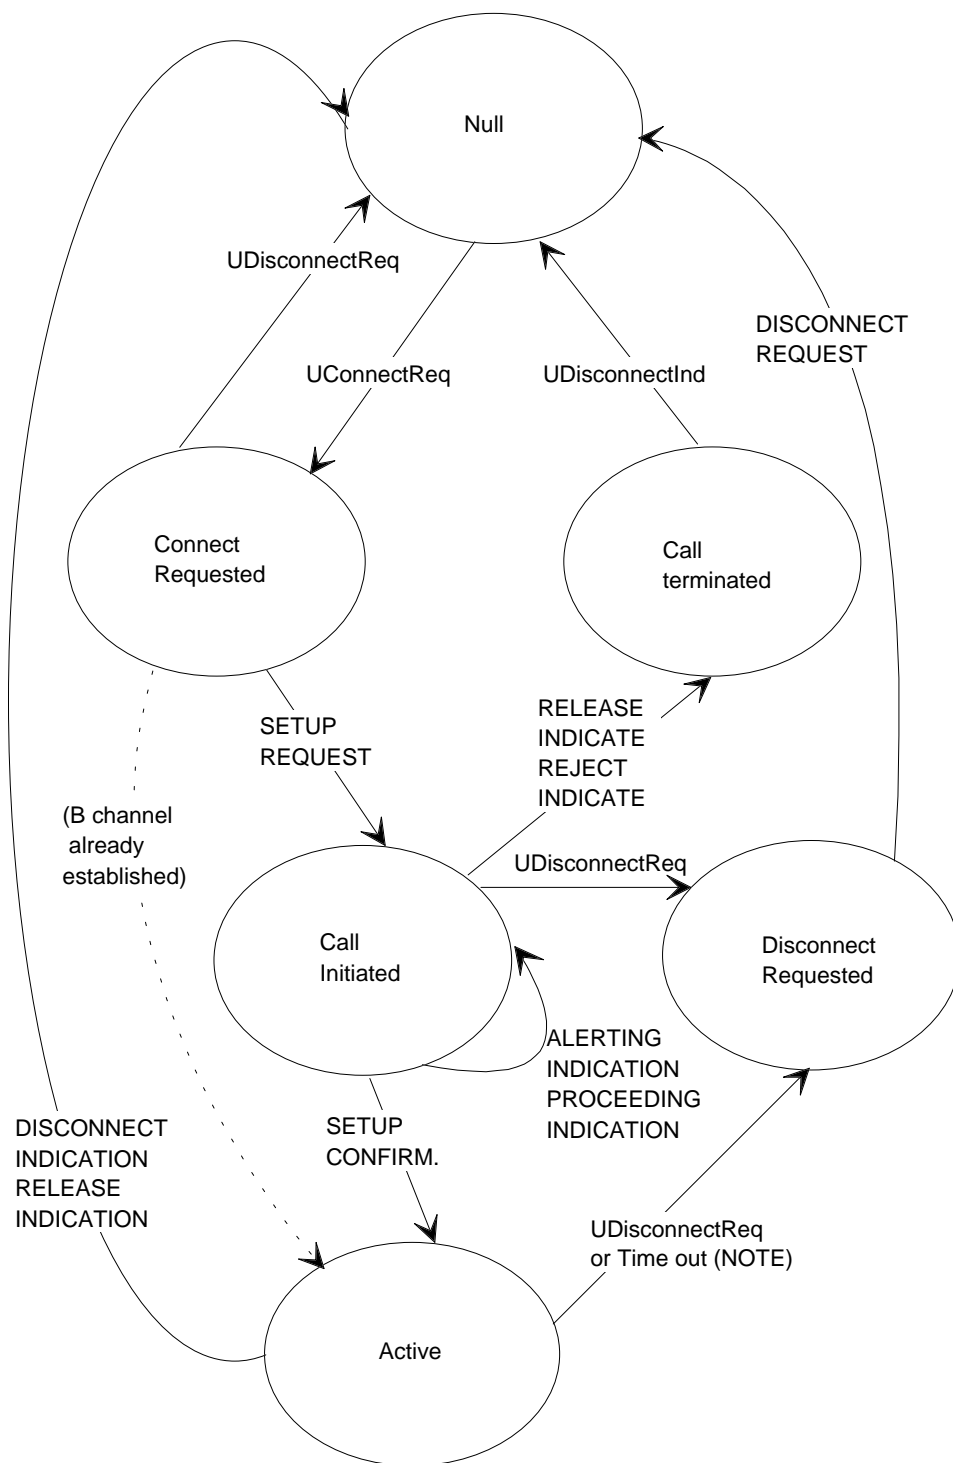 Null
UDisconnectReq
DISCONNECT
REQUEST
UConnectReq
UDisconnectInd
Connect
Requested
Call
terminated
SETUP
REQUEST
RELEASE
INDICATE
REJECT
INDICATE
(B channel
already
established)
UDisconnectReq
Call
Initiated
Disconnect
Requested
ALERTING
INDICATION
PROCEEDING
INDICATION
SETUP
CONFIRM.
DISCONNECT
INDICATION
RELEASE
INDICATION
UDisconnectReq
or Time out (NOTE)
Active